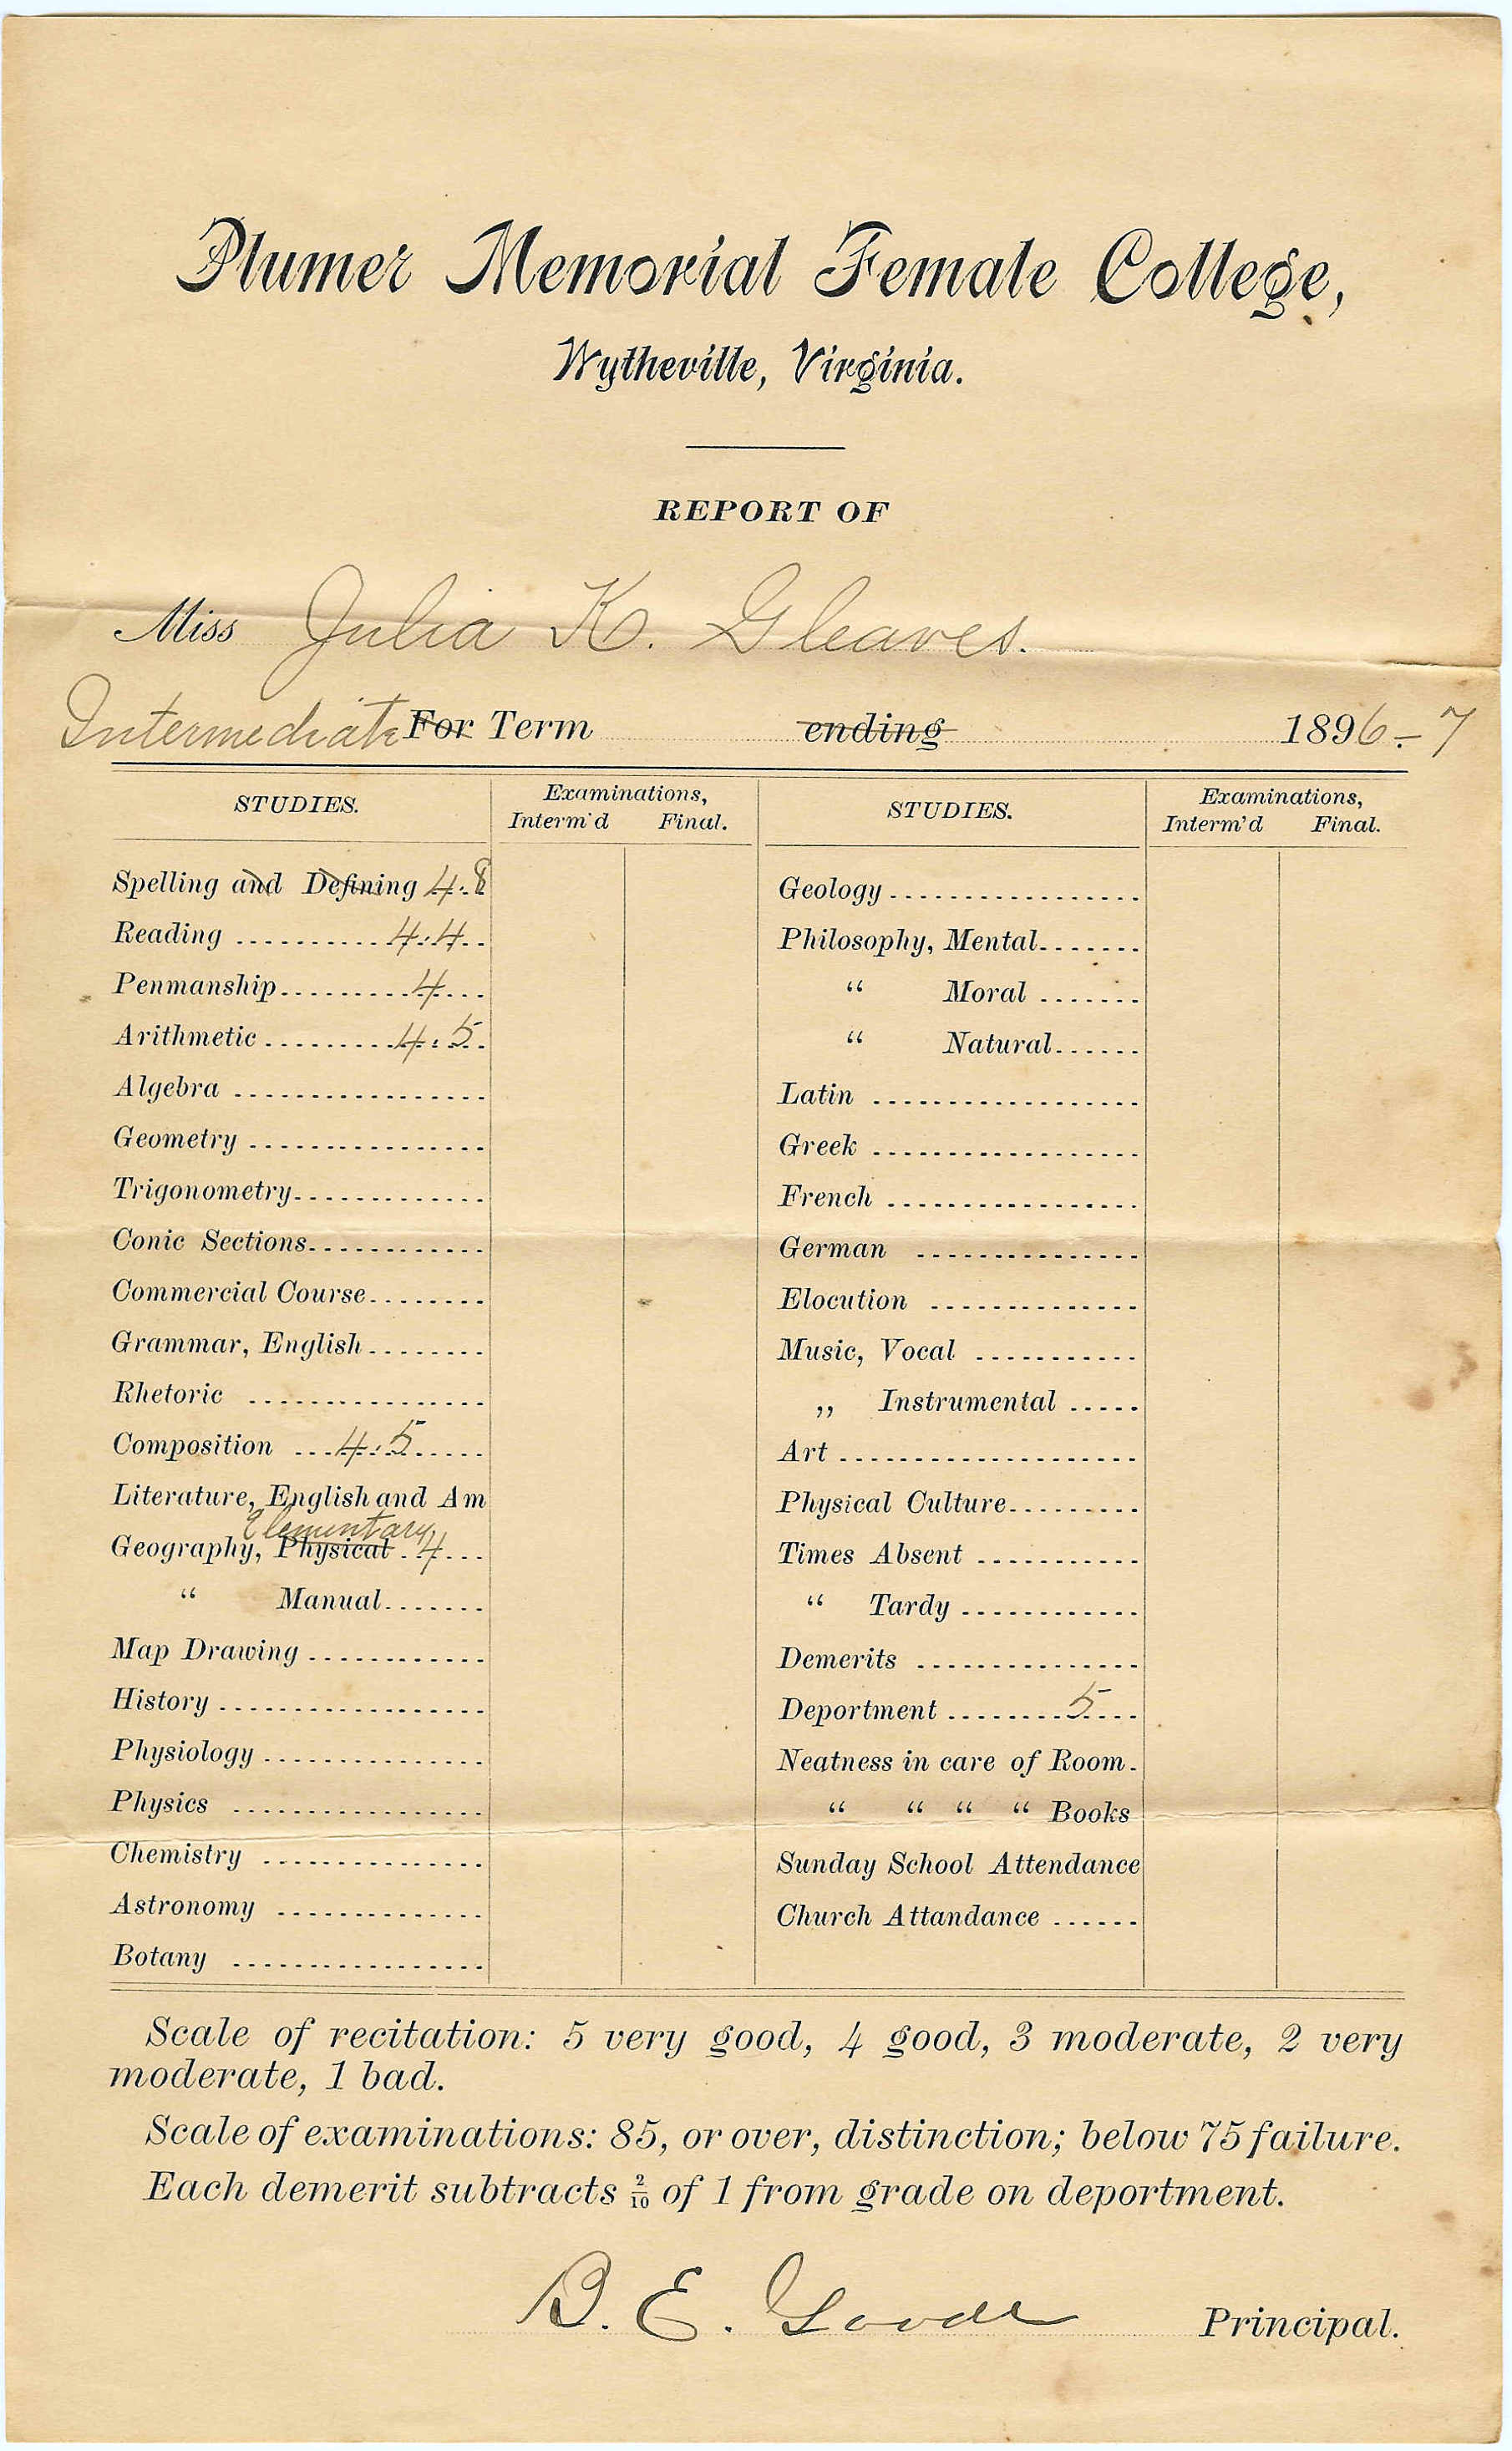 Plumer Memorial Female College,
Wytheville, Virginia.
REPORT OF
Miss Julia K. Gleaves.
Intermediate For Term ending 1896-7
STUDIES. Examinations, Interm'd Final.
Spelling and Defining 4.8
Reading 4.4
Penmanship 4
Arithmetic 4.5
Algebra
Geometry
Trigonometry
Conic Sections
Commercial Course
Grammar, English
Rhetoric
Composition 4.5
Literature, English and Am
Elementary
Geography, Physical 4
“ Manual
Map Drawing
History
Physiology
Physics
Chemistry
Astronomy
Botany
STUDIES. Examinations, Interm'd Final.
Geology
Philosophy, Mental
“ Moral
“ Natural
Latin
Greek
French
German
Elocution
Music, Vocal
„ Instrumental
Art
Physical Culture
Times Absent
“ Tardy
Demerits
Deportment 5
Neatness in care of Room.
“ “ “ “ Books
Sunday School Attendance
Church Attandance
Scale of recitation: 5 very good, 4 good, 3 moderate, 2 very
moderate, 1 bad.
Scale of examinations: 85, or over, distinction; below 75 failure.
Each demerit subtracts 2/10 of 1 from grade on deportment.
B. E. Goode Principal.